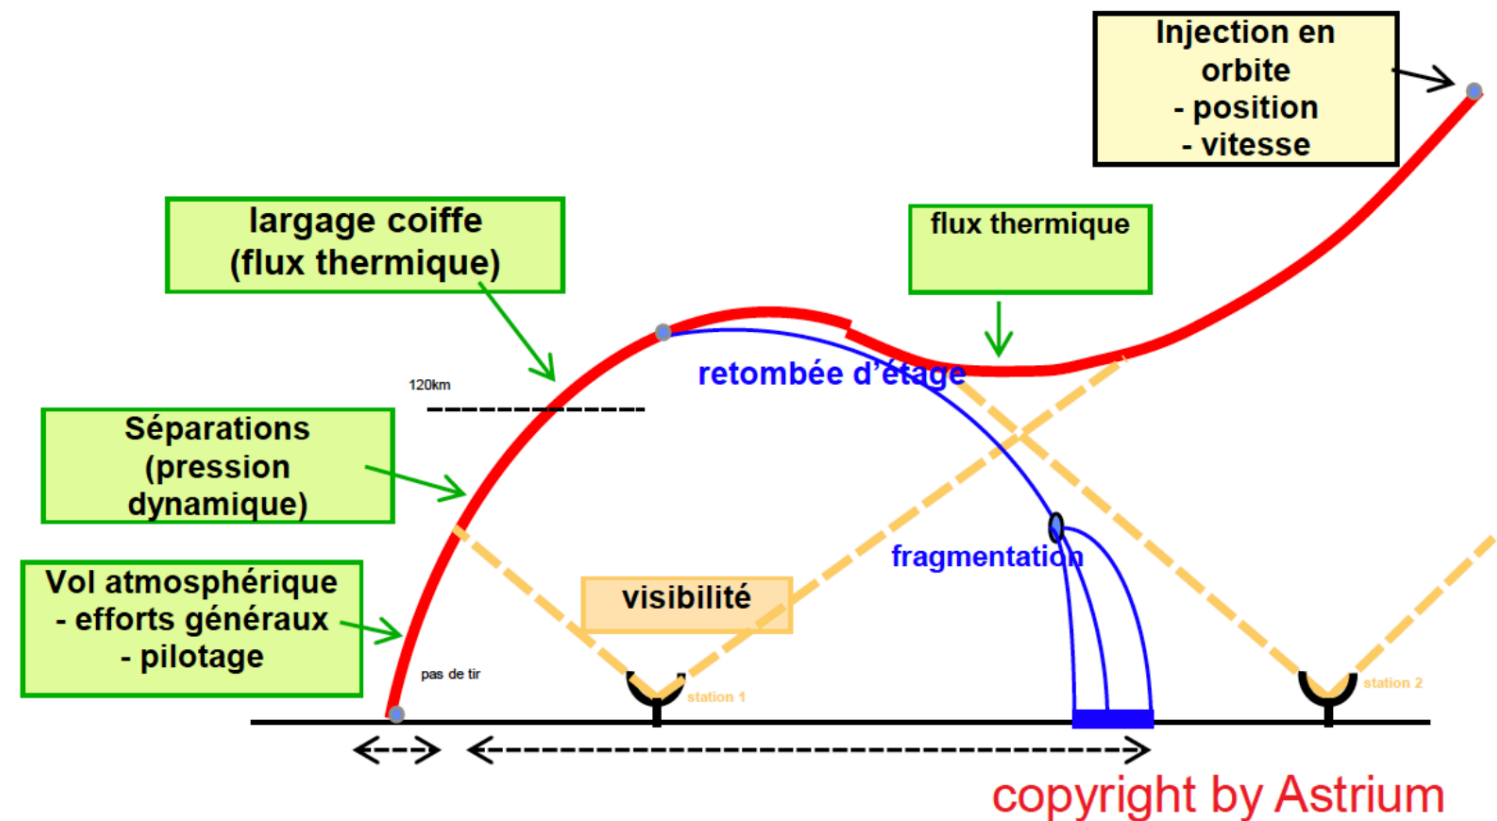 Injection en
orbite
- position
- vitesse
largage coiffe
(flux thermique)
flux thermique
retombée d'étage
120km
Séparations
(pression
dynamique)
fragmentation
Vol atmosphérique
- efforts généraux
- pilotage
visibilité
pas de tir
station 1
station 2
copyright by Astrium